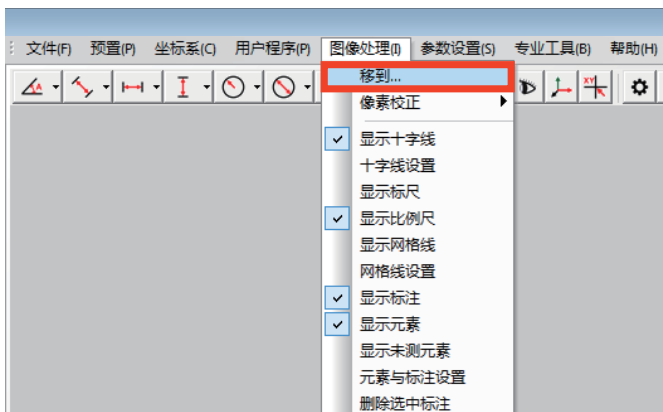 文件(F) 预置(P) 坐标系(C) 用户程序(P) 图像处理(I) 参数设置(S) 专业工具(B) 帮助(H)
移到...
像素校正
显示十字线
十字线设置
显示标尺
显示比例尺
显示网格线
网格线设置
显示标注
显示元素
显示未测元素
元素与标注设置
删除选中标注